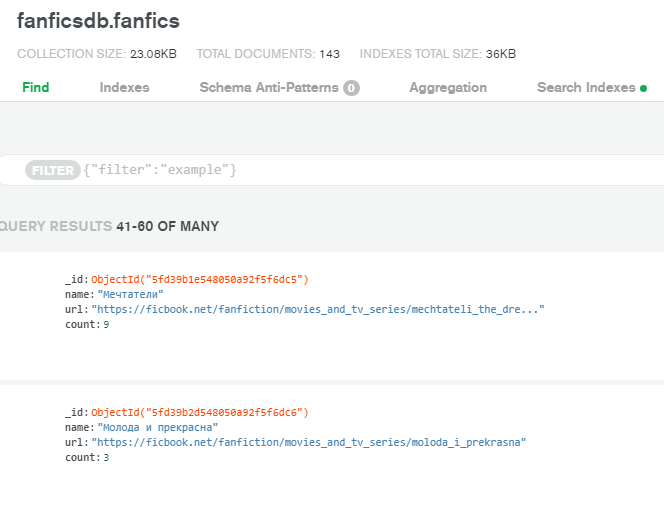 fanficsdb.fanfics
COLLECTION SIZE: 23.08KB TOTAL DOCUMENTS: 143 INDEXES TOTAL SIZE: 36KB
Find Indexes Schema Anti-Patterns 0 Aggregation Search Indexes
FILTER {"filter":"example"}
QUERY RESULTS 41-60 OF MANY
_id: ObjectId("5fd39b1e548050a92f5f6dc5")
name: "Мечтатели"
url: "https://ficbook.net/fanfiction/movies_and_tv_series/mechtateli_the_dre..."
count: 9
_id: ObjectId("5fd39b2d548050a92f5f6dc6")
name: "Молода и прекрасна"
url: "https://ficbook.net/fanfiction/movies_and_tv_series/moloda_i_prekrasna"
count: 3